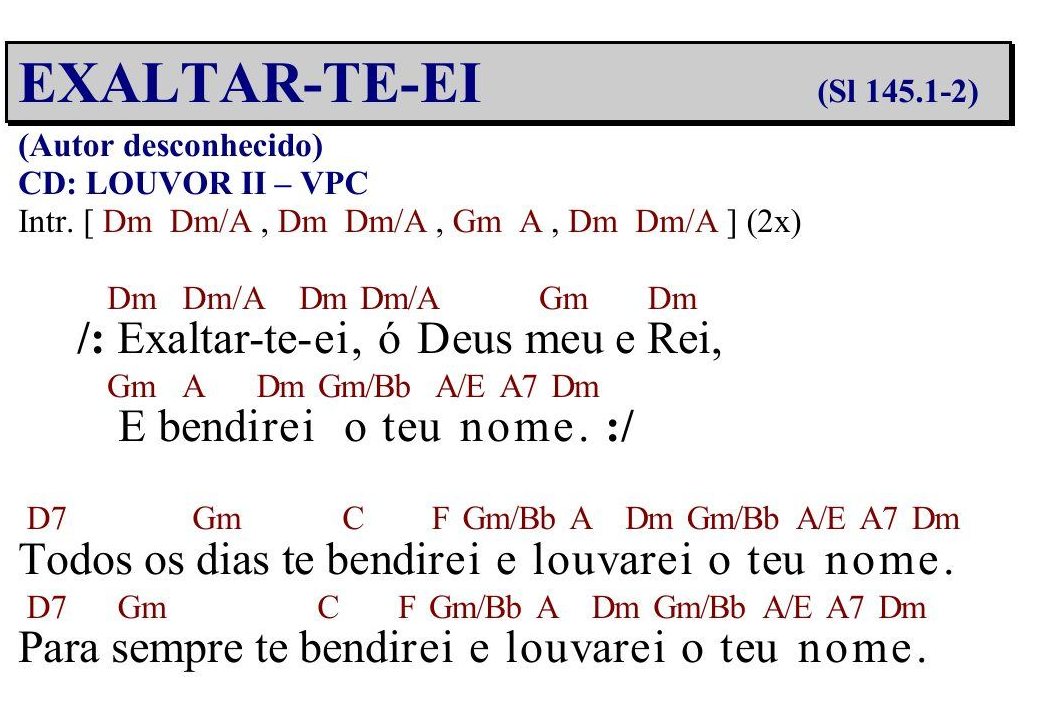 EXALTAR-TE-EI (Sl 145.1-2)
(Autor desconhecido)
CD: LOUVOR II – VPC
Intr. [ Dm Dm/A , Dm Dm/A , Gm A , Dm Dm/A ] (2x)
Dm Dm/A Dm Dm/A Gm Dm
/: Exaltar-te-ei, ó Deus meu e Rei,
Gm A Dm Gm/Bb A/E A7 Dm
E bendirei o teu nome. :/
D7 Gm C F Gm/Bb A Dm Gm/Bb A/E A7 Dm
Todos os dias te bendirei e louvarei o teu nome.
D7 Gm C F Gm/Bb A Dm Gm/Bb A/E A7 Dm
Para sempre te bendirei e louvarei o teu nome.